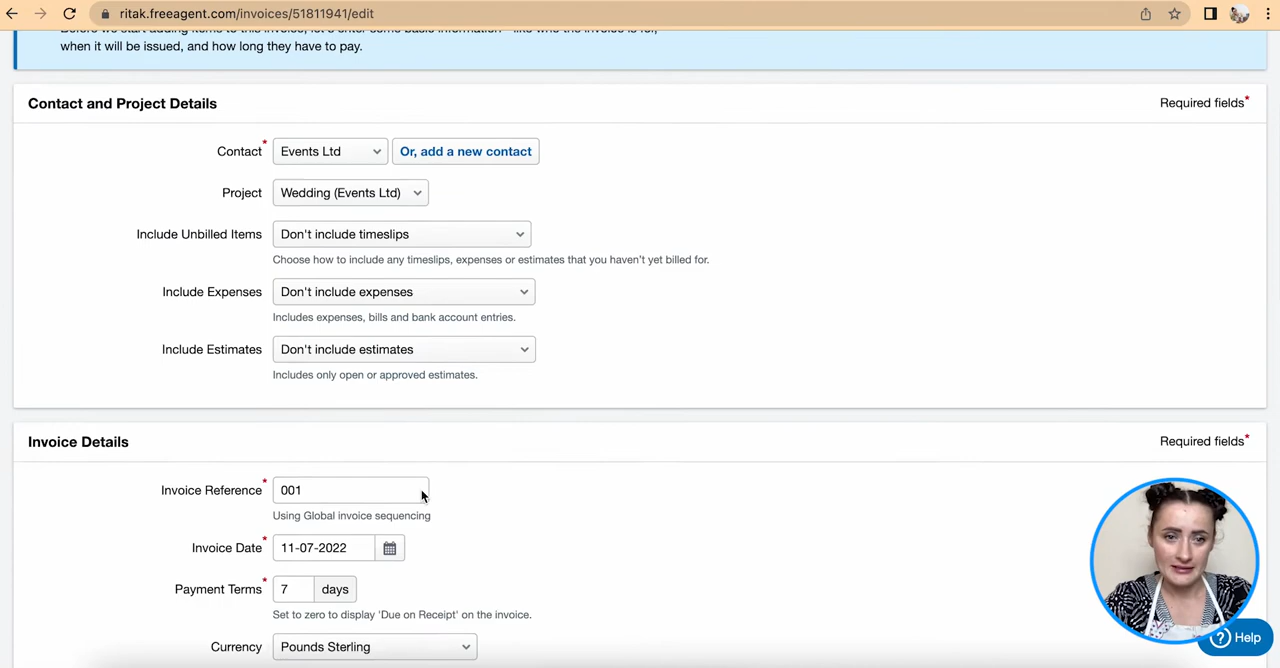 ritak.freeagent.com/invoices/51811941/edit
when it will be issued, and how long they have to pay.
Contact and Project Details
Required fields*
Contact* Events Ltd Or, add a new contact
Project Wedding (Events Ltd)
Include Unbilled Items Don't include timeslips
Choose how to include any timeslips, expenses or estimates that you haven't yet billed for.
Include Expenses Don't include expenses
Includes expenses, bills and bank account entries.
Include Estimates Don't include estimates
Includes only open or approved estimates.
Invoice Details
Required fields*
Invoice Reference* 001
Using Global invoice sequencing
Invoice Date* 11-07-2022
Payment Terms* 7 days
Set to zero to display 'Due on Receipt' on the invoice.
Currency Pounds Sterling
Help